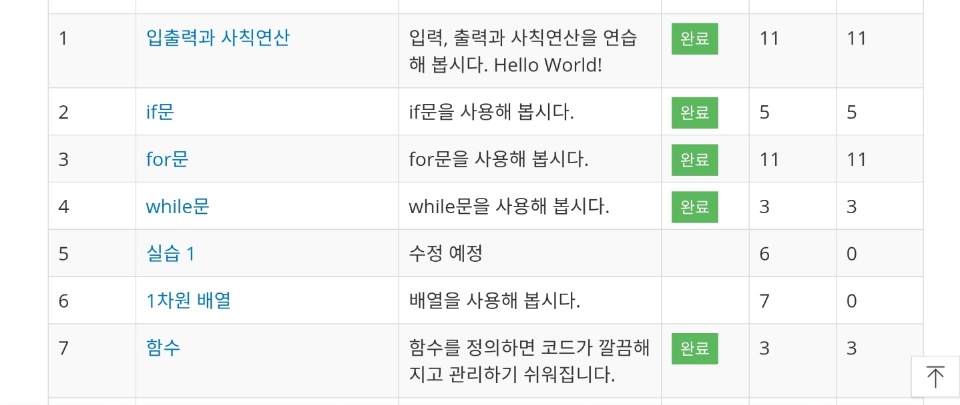 1 입출력과 사칙연산 입력, 출력과 사칙연산을 연습 완료 11 11
해 봅시다. Hello World!
2 if문 if문을 사용해 봅시다. 완료 5 5
3 for문 for문을 사용해 봅시다. 완료 11 11
4 while문 while문을 사용해 봅시다. 완료 3 3
5 실습 1 수정 예정 6 0
6 1차원 배열 배열을 사용해 봅시다. 7 0
7 함수 함수를 정의하면 코드가 깔끔해 완료 3 3
지고 관리하기 쉬워집니다.